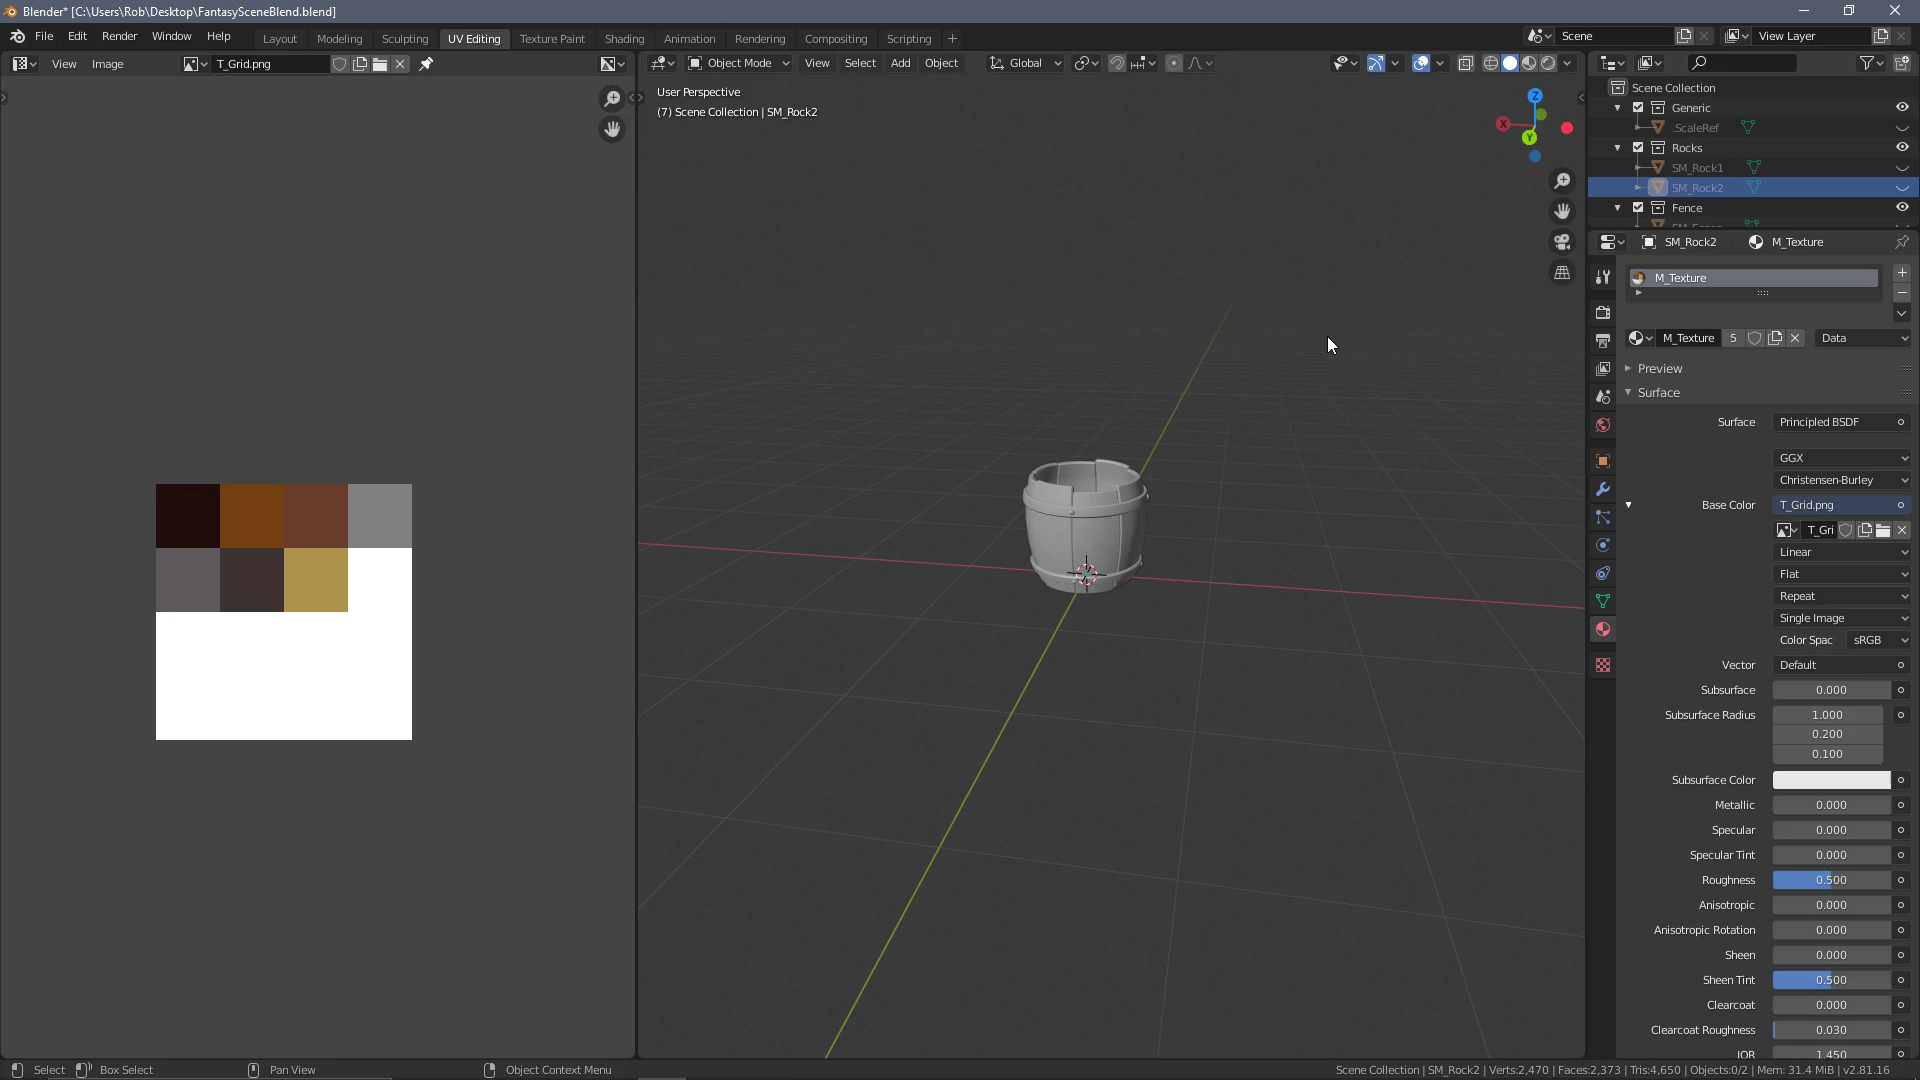 Blender* [C:\Users\Rob\Desktop\FantasySceneBlend.blend]
File Edit Render Window Help Layout Modeling Sculpting UV Editing Texture Paint Shading Animation Rendering Compositing Scripting + Scene View Layer
View Image T_Grid.png Object Mode View Select Add Object Global
User Perspective
(7) Scene Collection | SM_Rock2
Z
X
Y
Scene Collection
Generic
.ScaleRef
Rocks
SM_Rock1
SM_Rock2
Fence
SM_Rock2 M_Texture
M_Texture
M_Texture 5 Data
Preview
Surface
Surface Principled BSDF
GGX
Christensen-Burley
Base Color T_Grid.png
T_Gri
Linear
Flat
Repeat
Single Image
Color Spac sRGB
Vector Default
Subsurface 0.000
Subsurface Radius 1.000
0.200
0.100
Subsurface Color
Metallic 0.000
Specular 0.000
Specular Tint 0.000
Roughness 0.500
Anisotropic 0.000
Anisotropic Rotation 0.000
Sheen 0.000
Sheen Tint 0.500
Clearcoat 0.000
Clearcoat Roughness 0.030
IOR 1.450
Select Box Select Pan View Object Context Menu Scene Collection | SM_Rock2 | Verts:2,470 | Faces:2,373 | Tris:4,650 | Objects:0/2 | Mem: 31.4 MiB | v2.81.16